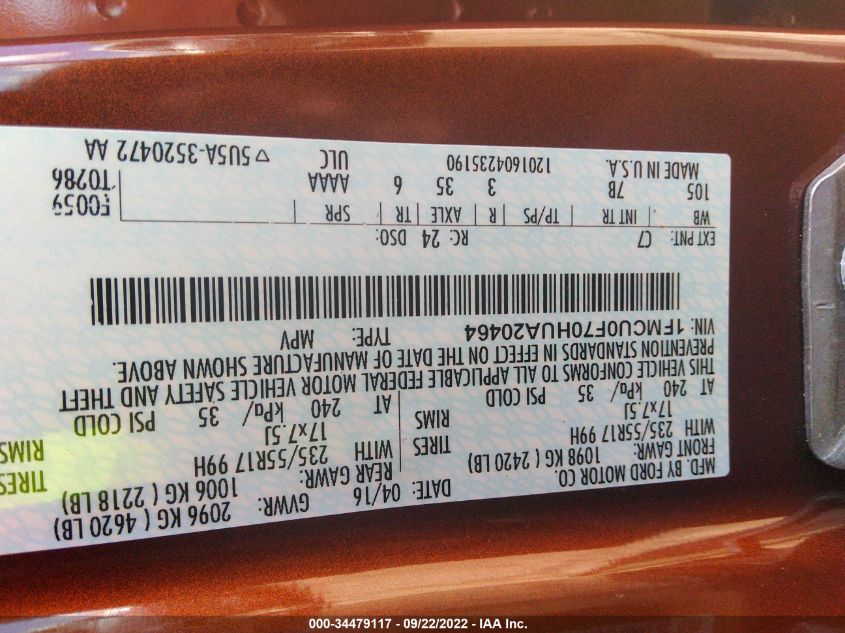 MFD. BY FORD MOTOR CO.
DATE: 04/16 GVWR: 2096 KG ( 4620 LB)
FRONT GAWR: 1098 KG ( 2420 LB)
REAR GAWR: 1006 KG ( 2218 LB)
WITH 235/55R17 99H TIRES
WITH 235/55R17 99H TIRES
17x7.5J RIMS
17x7.5J RIMS
AT 240 kPa/ 35 PSI COLD
AT 240 kPa/ 35 PSI COLD
THIS VEHICLE CONFORMS TO ALL APPLICABLE FEDERAL MOTOR VEHICLE SAFETY AND THEFT
PREVENTION STANDARDS IN EFFECT ON THE DATE OF MANUFACTURE SHOWN ABOVE.
VIN: 1FMCU0F70HUA20464 TYPE: MPV
EXT PNT: C7 RC: 24 DSO:
WB INT TR TP/PS R AXLE TR SPR
105 7B 3 35 6 AAAA
F0059
T0286
MADE IN U.S.A. 1201604235190 ULC 5U5A-3520472 AA
000-34479117 - 09/22/2022 - IAA Inc.